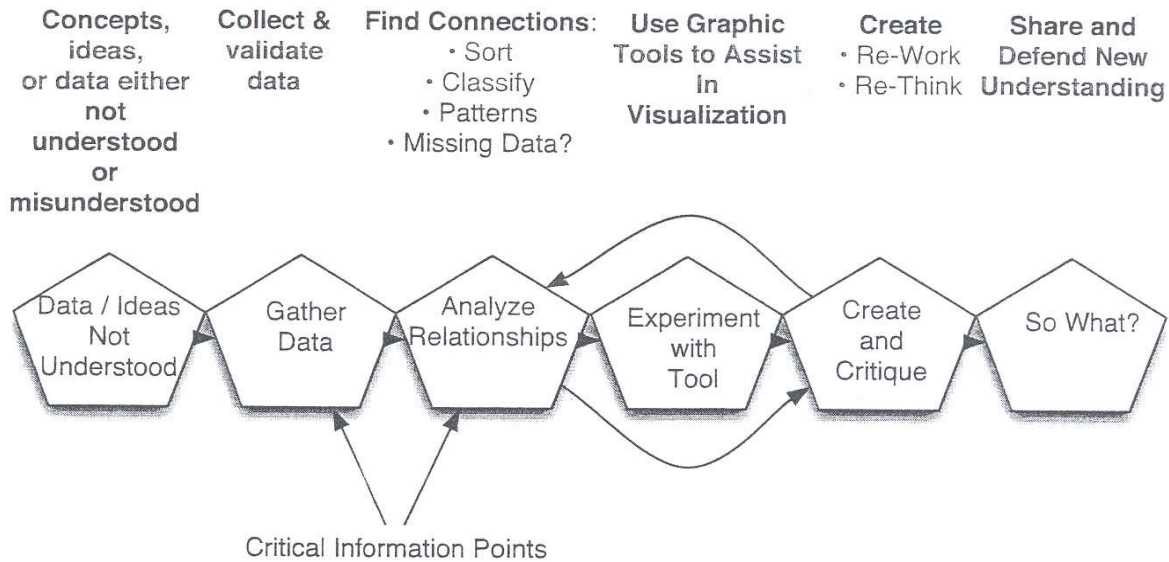 Concepts,
ideas,
or data either
not
understood
or
misunderstood
Collect &
validate
data
Find Connections:
• Sort
• Classify
• Patterns
• Missing Data?
Use Graphic
Tools to Assist
In
Visualization
Create
• Re-Work
• Re-Think
Share and
Defend New
Understanding
Data / Ideas
Not
Understood
Gather
Data
Analyze
Relationships
Experiment
with
Tool
Create
and
Critique
So What?
Critical Information Points